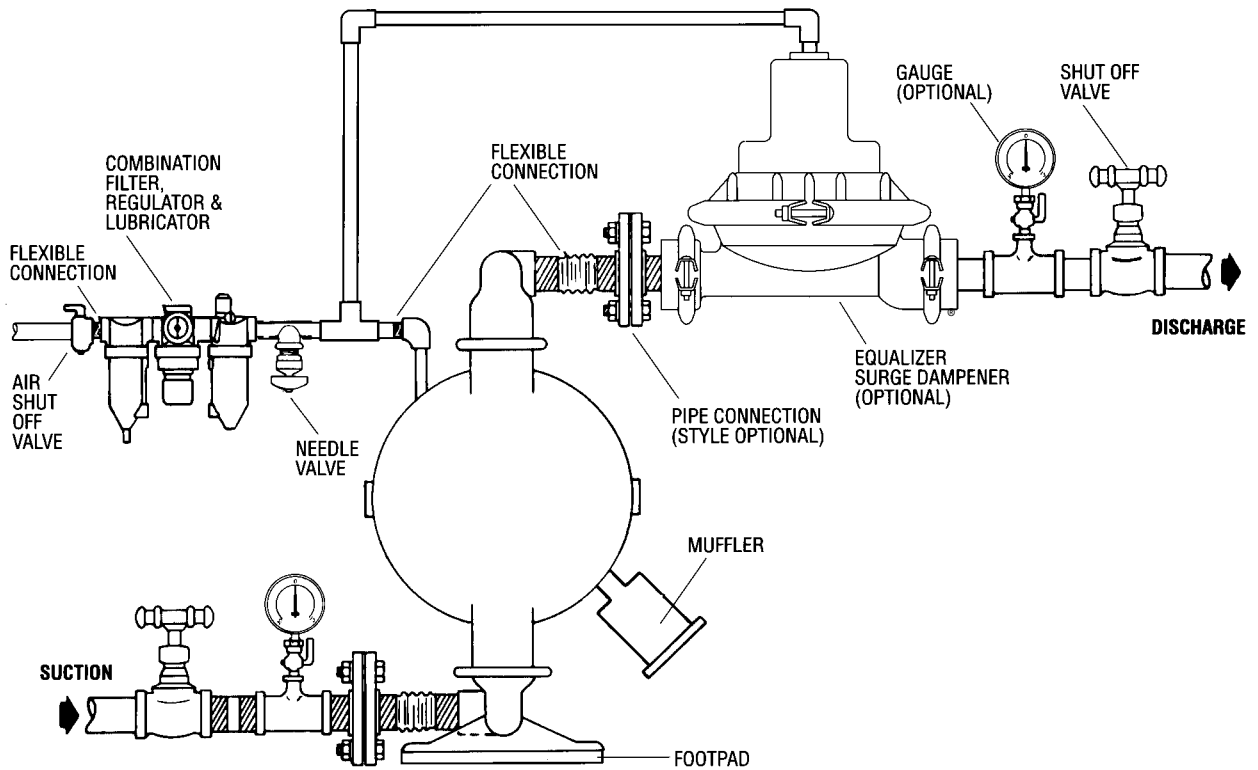 GAUGE
(OPTIONAL)
SHUT OFF
VALVE
COMBINATION
FILTER,
REGULATOR &
LUBRICATOR
FLEXIBLE
CONNECTION
FLEXIBLE
CONNECTION
DISCHARGE
AIR
SHUT
OFF
VALVE
NEEDLE
VALVE
PIPE CONNECTION
(STYLE OPTIONAL)
EQUALIZER
SURGE DAMPENER
(OPTIONAL)
MUFFLER
SUCTION
FOOTPAD